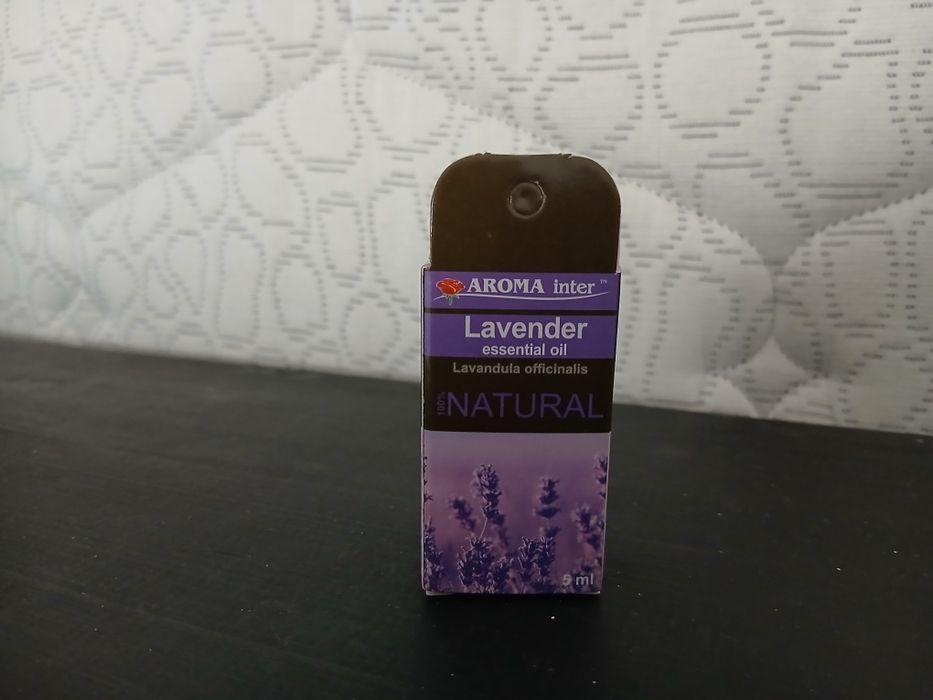 AROMA inter™
Lavender
essential oil
Lavandula officinalis
100% NATURAL
5 ml